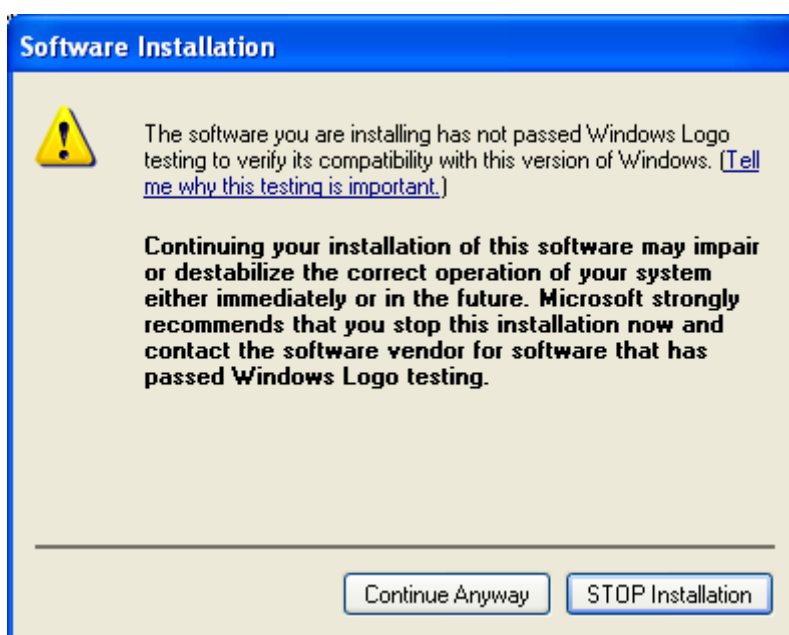 Software Installation
The software you are installing has not passed Windows Logo
testing to verify its compatibility with this version of Windows. (Tell
me why this testing is important.)
Continuing your installation of this software may impair
or destabilize the correct operation of your system
either immediately or in the future. Microsoft strongly
recommends that you stop this installation now and
contact the software vendor for software that has
passed Windows Logo testing.
Continue Anyway STOP Installation